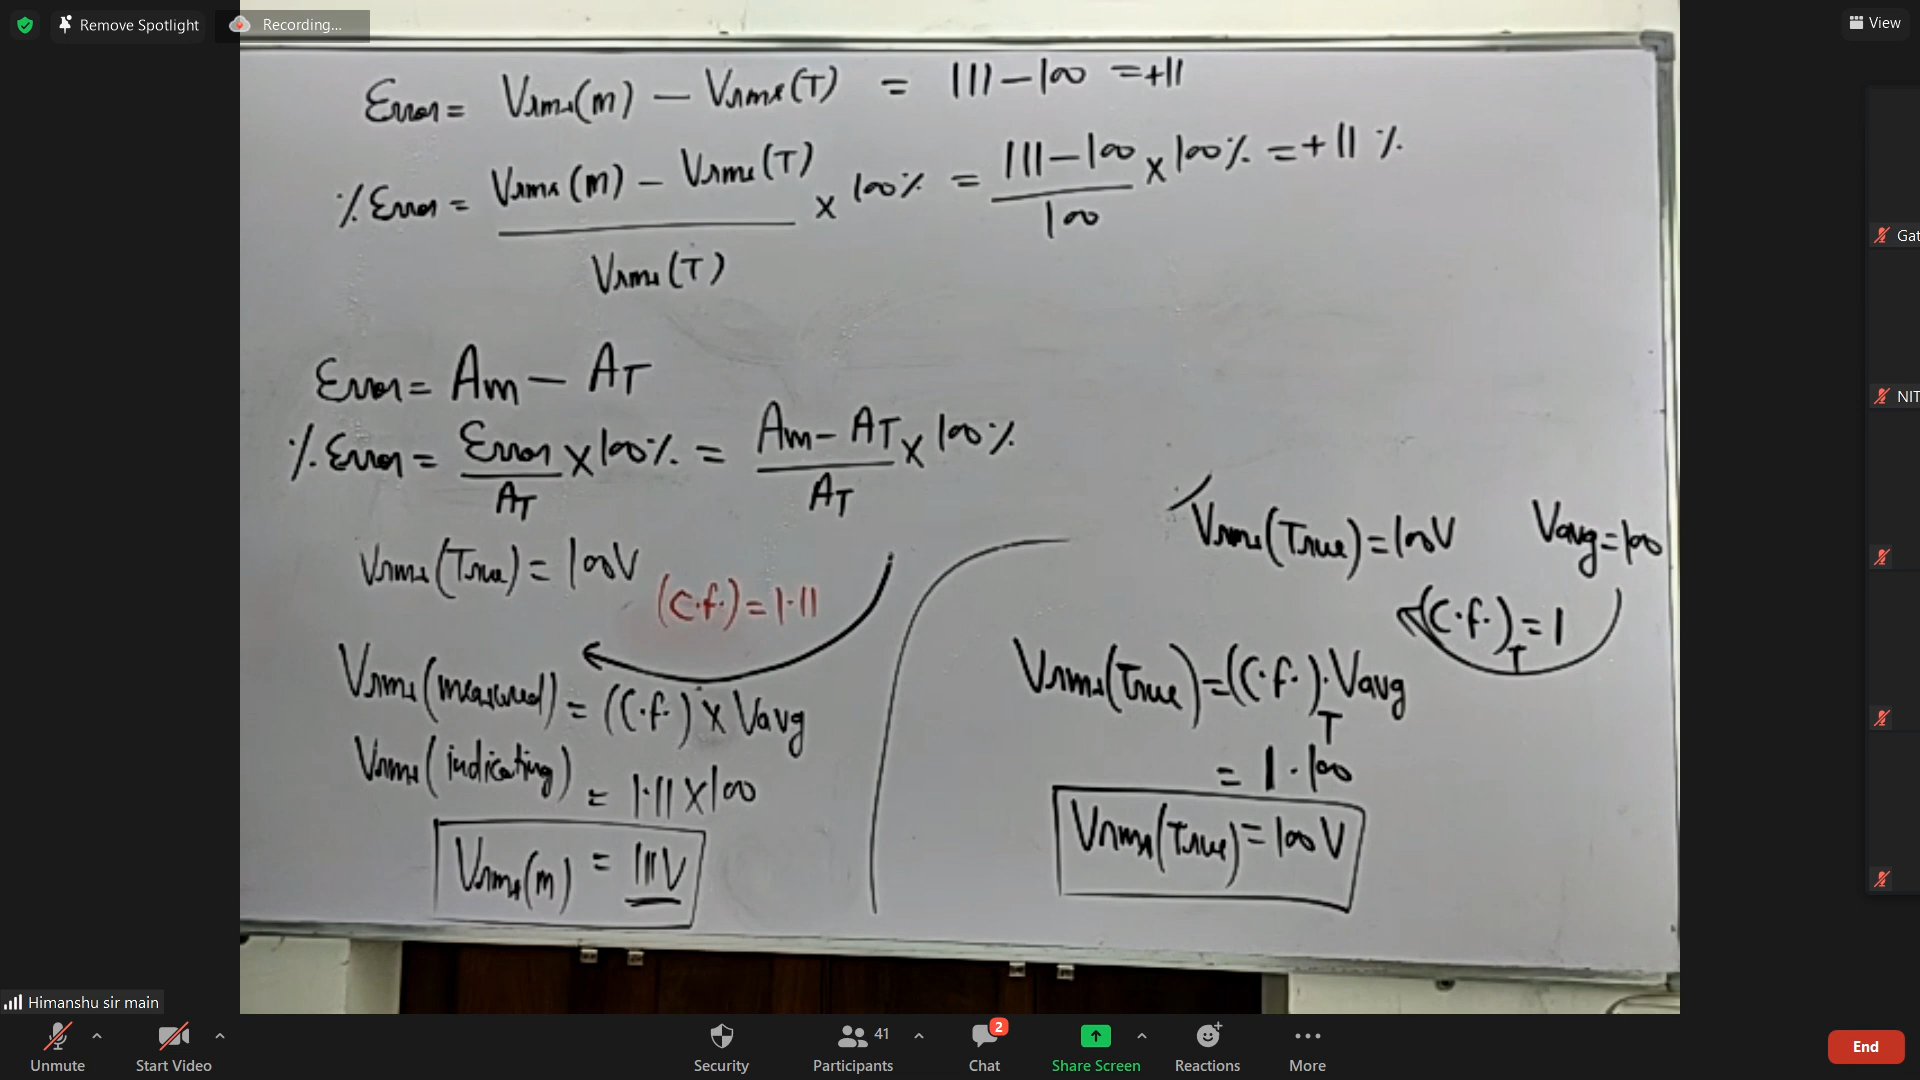 Remove Spotlight
Recording...
View
Error = Vrms(m) - Vrms(T) = 111-100 = +11
% Error = Vrms(m) - Vrms(T) / Vrms(T) × 100% = 111-100 / 100 × 100% = +11 %
Error = Am - AT
% Error = Error / AT × 100% = Am - AT / AT × 100%
Vrms(True) = 100V
(C.f.) = 1.11
Vrms(measured) = (C.f.) × Vavg
Vrms(indicating) = 1.11 × 100
Vrms(m) = 111V
Vrms(True) = 100V
Vavg = 100
(C.f.)T = 1
Vrms(True) = (C.f.)T . Vavg
= 1.100
Vrms(True) = 100V
Gat
NIT
Himanshu sir main
Unmute
Start Video
Security
Participants
41
Chat
2
Share Screen
Reactions
More
End